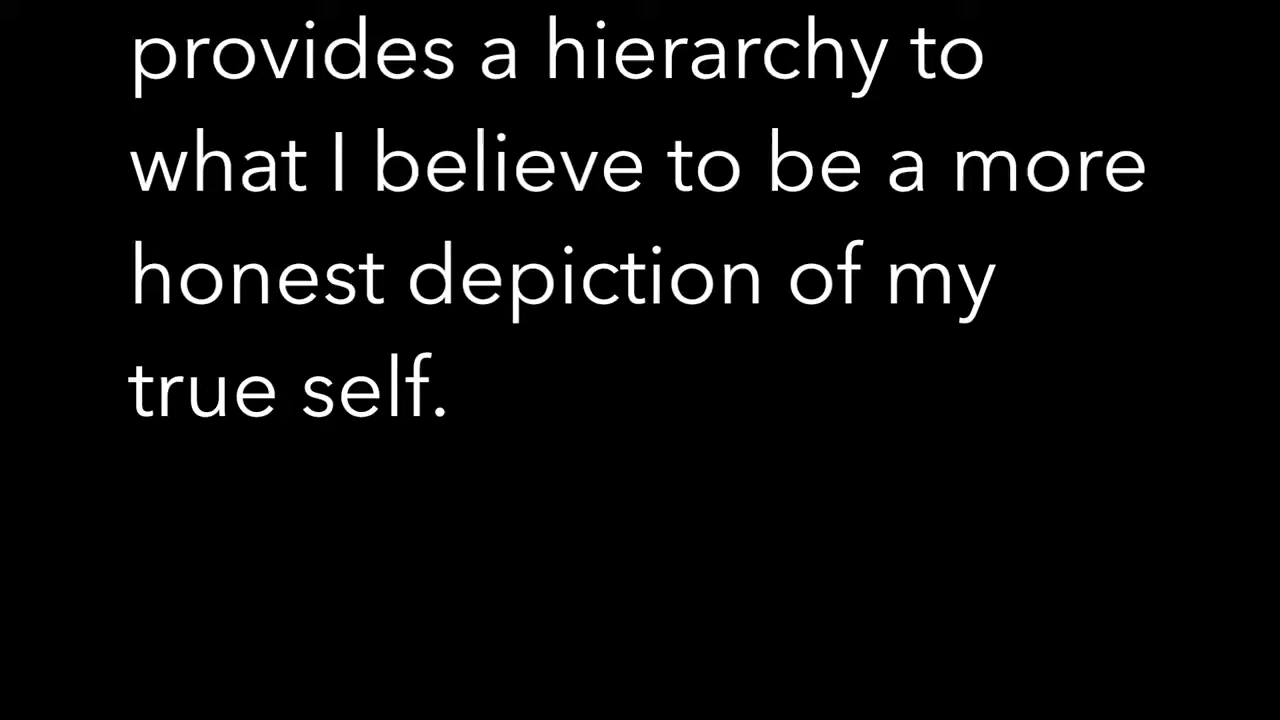 provides a hierarchy to
what I believe to be a more
honest depiction of my
true self.